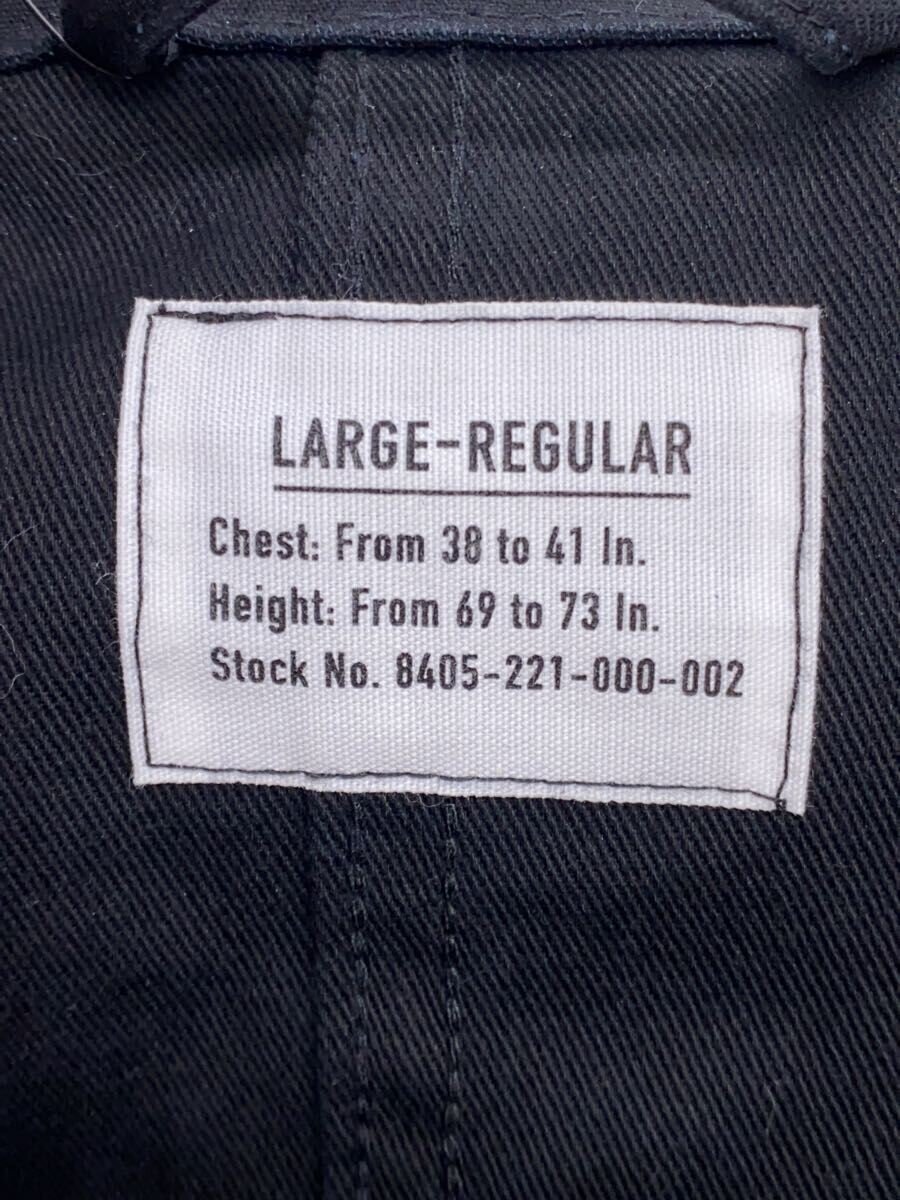 LARGE-REGULAR
Chest: From 38 to 41 In.
Height: From 69 to 73 In.
Stock No. 8405-221-000-002